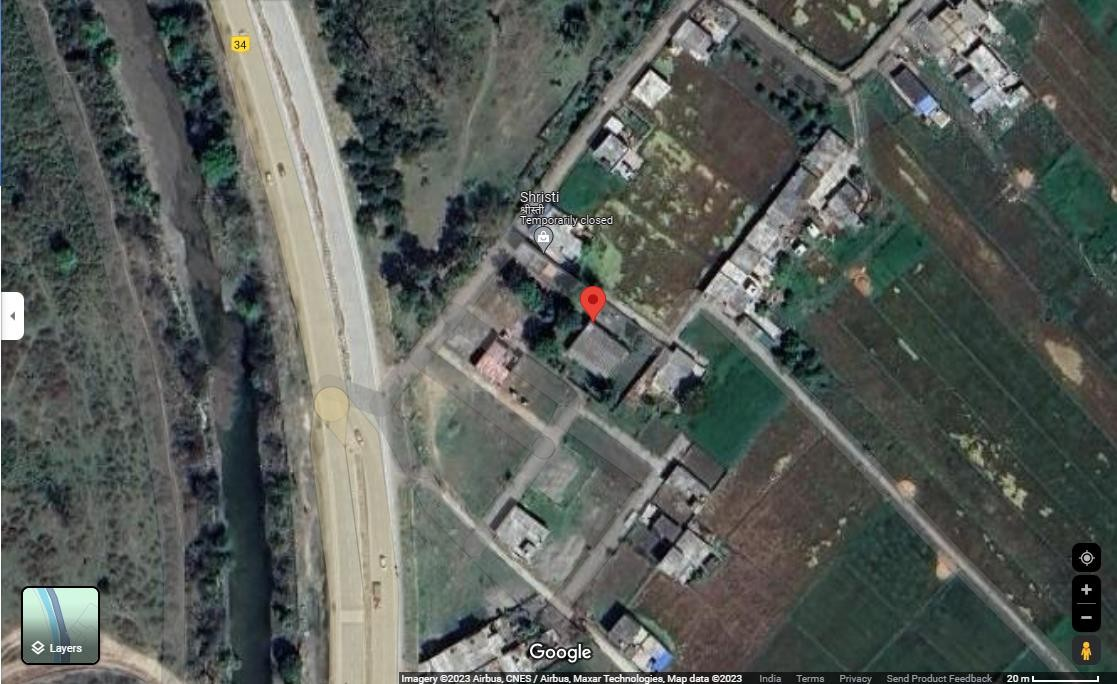 34
Shristi
श्रीस्ती
Temporarily closed
Layers
Google
Imagery ©2023 Airbus, CNES / Airbus, Maxar Technologies, Map data ©2023 India Terms Privacy Send Product Feedback 20 m